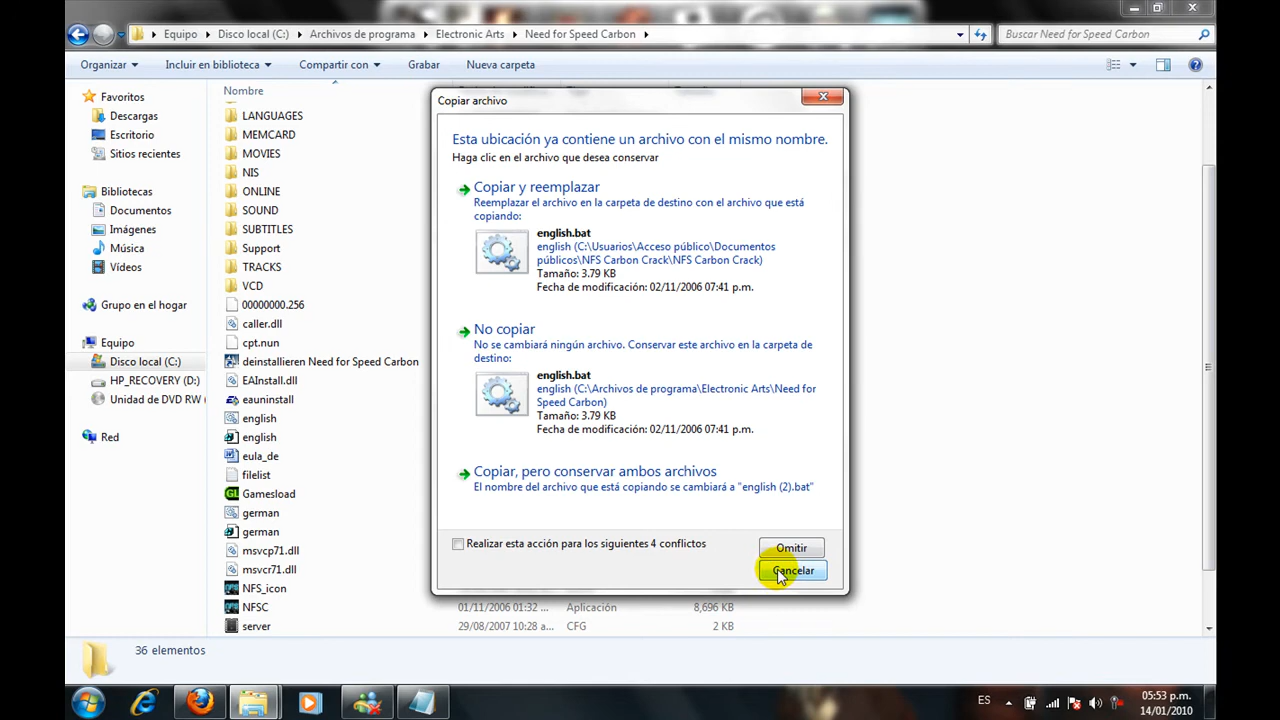 Equipo
Disco local (C:)
Archivos de programa
Electronic Arts
Need for Speed Carbon
Buscar Need for Speed Carbon
Organizar
Incluir en biblioteca
Compartir con
Grabar
Nueva carpeta
Favoritos
Descargas
Escritorio
Sitios recientes
Bibliotecas
Documentos
Imágenes
Música
Vídeos
Grupo en el hogar
Equipo
Disco local (C:)
HP_RECOVERY (D:)
Unidad de DVD RW
Red
Nombre
LANGUAGES
MEMCARD
MOVIES
NIS
ONLINE
SOUND
SUBTITLES
Support
TRACKS
VCD
00000000.256
caller.dll
cpt.nun
deinstallieren Need for Speed Carbon
EAInstall.dll
eauninstall
english
english
eula_de
filelist
Gamesload
german
german
msvcp71.dll
msvcr71.dll
NFS_icon
NFSC
01/11/2006 01:32 ...
Aplicación
8,696 KB
server
29/08/2007 10:28 a...
CFG
2 KB
Copiar archivo
Esta ubicación ya contiene un archivo con el mismo nombre.
Haga clic en el archivo que desea conservar
Copiar y reemplazar
Reemplazar el archivo en la carpeta de destino con el archivo que está
copiando:
english.bat
english (C:\Usuarios\Acceso público\Documentos
públicos\NFS Carbon Crack\NFS Carbon Crack)
Tamaño: 3.79 KB
Fecha de modificación: 02/11/2006 07:41 p.m.
No copiar
No se cambiará ningún archivo. Conservar este archivo en la carpeta de
destino:
english.bat
english (C:\Archivos de programa\Electronic Arts\Need for
Speed Carbon)
Tamaño: 3.79 KB
Fecha de modificación: 02/11/2006 07:41 p.m.
Copiar, pero conservar ambos archivos
El nombre del archivo que está copiando se cambiará a "english (2).bat"
Realizar esta acción para los siguientes 4 conflictos
Omitir
Cancelar
36 elementos
ES
05:53 p.m.
14/01/2010